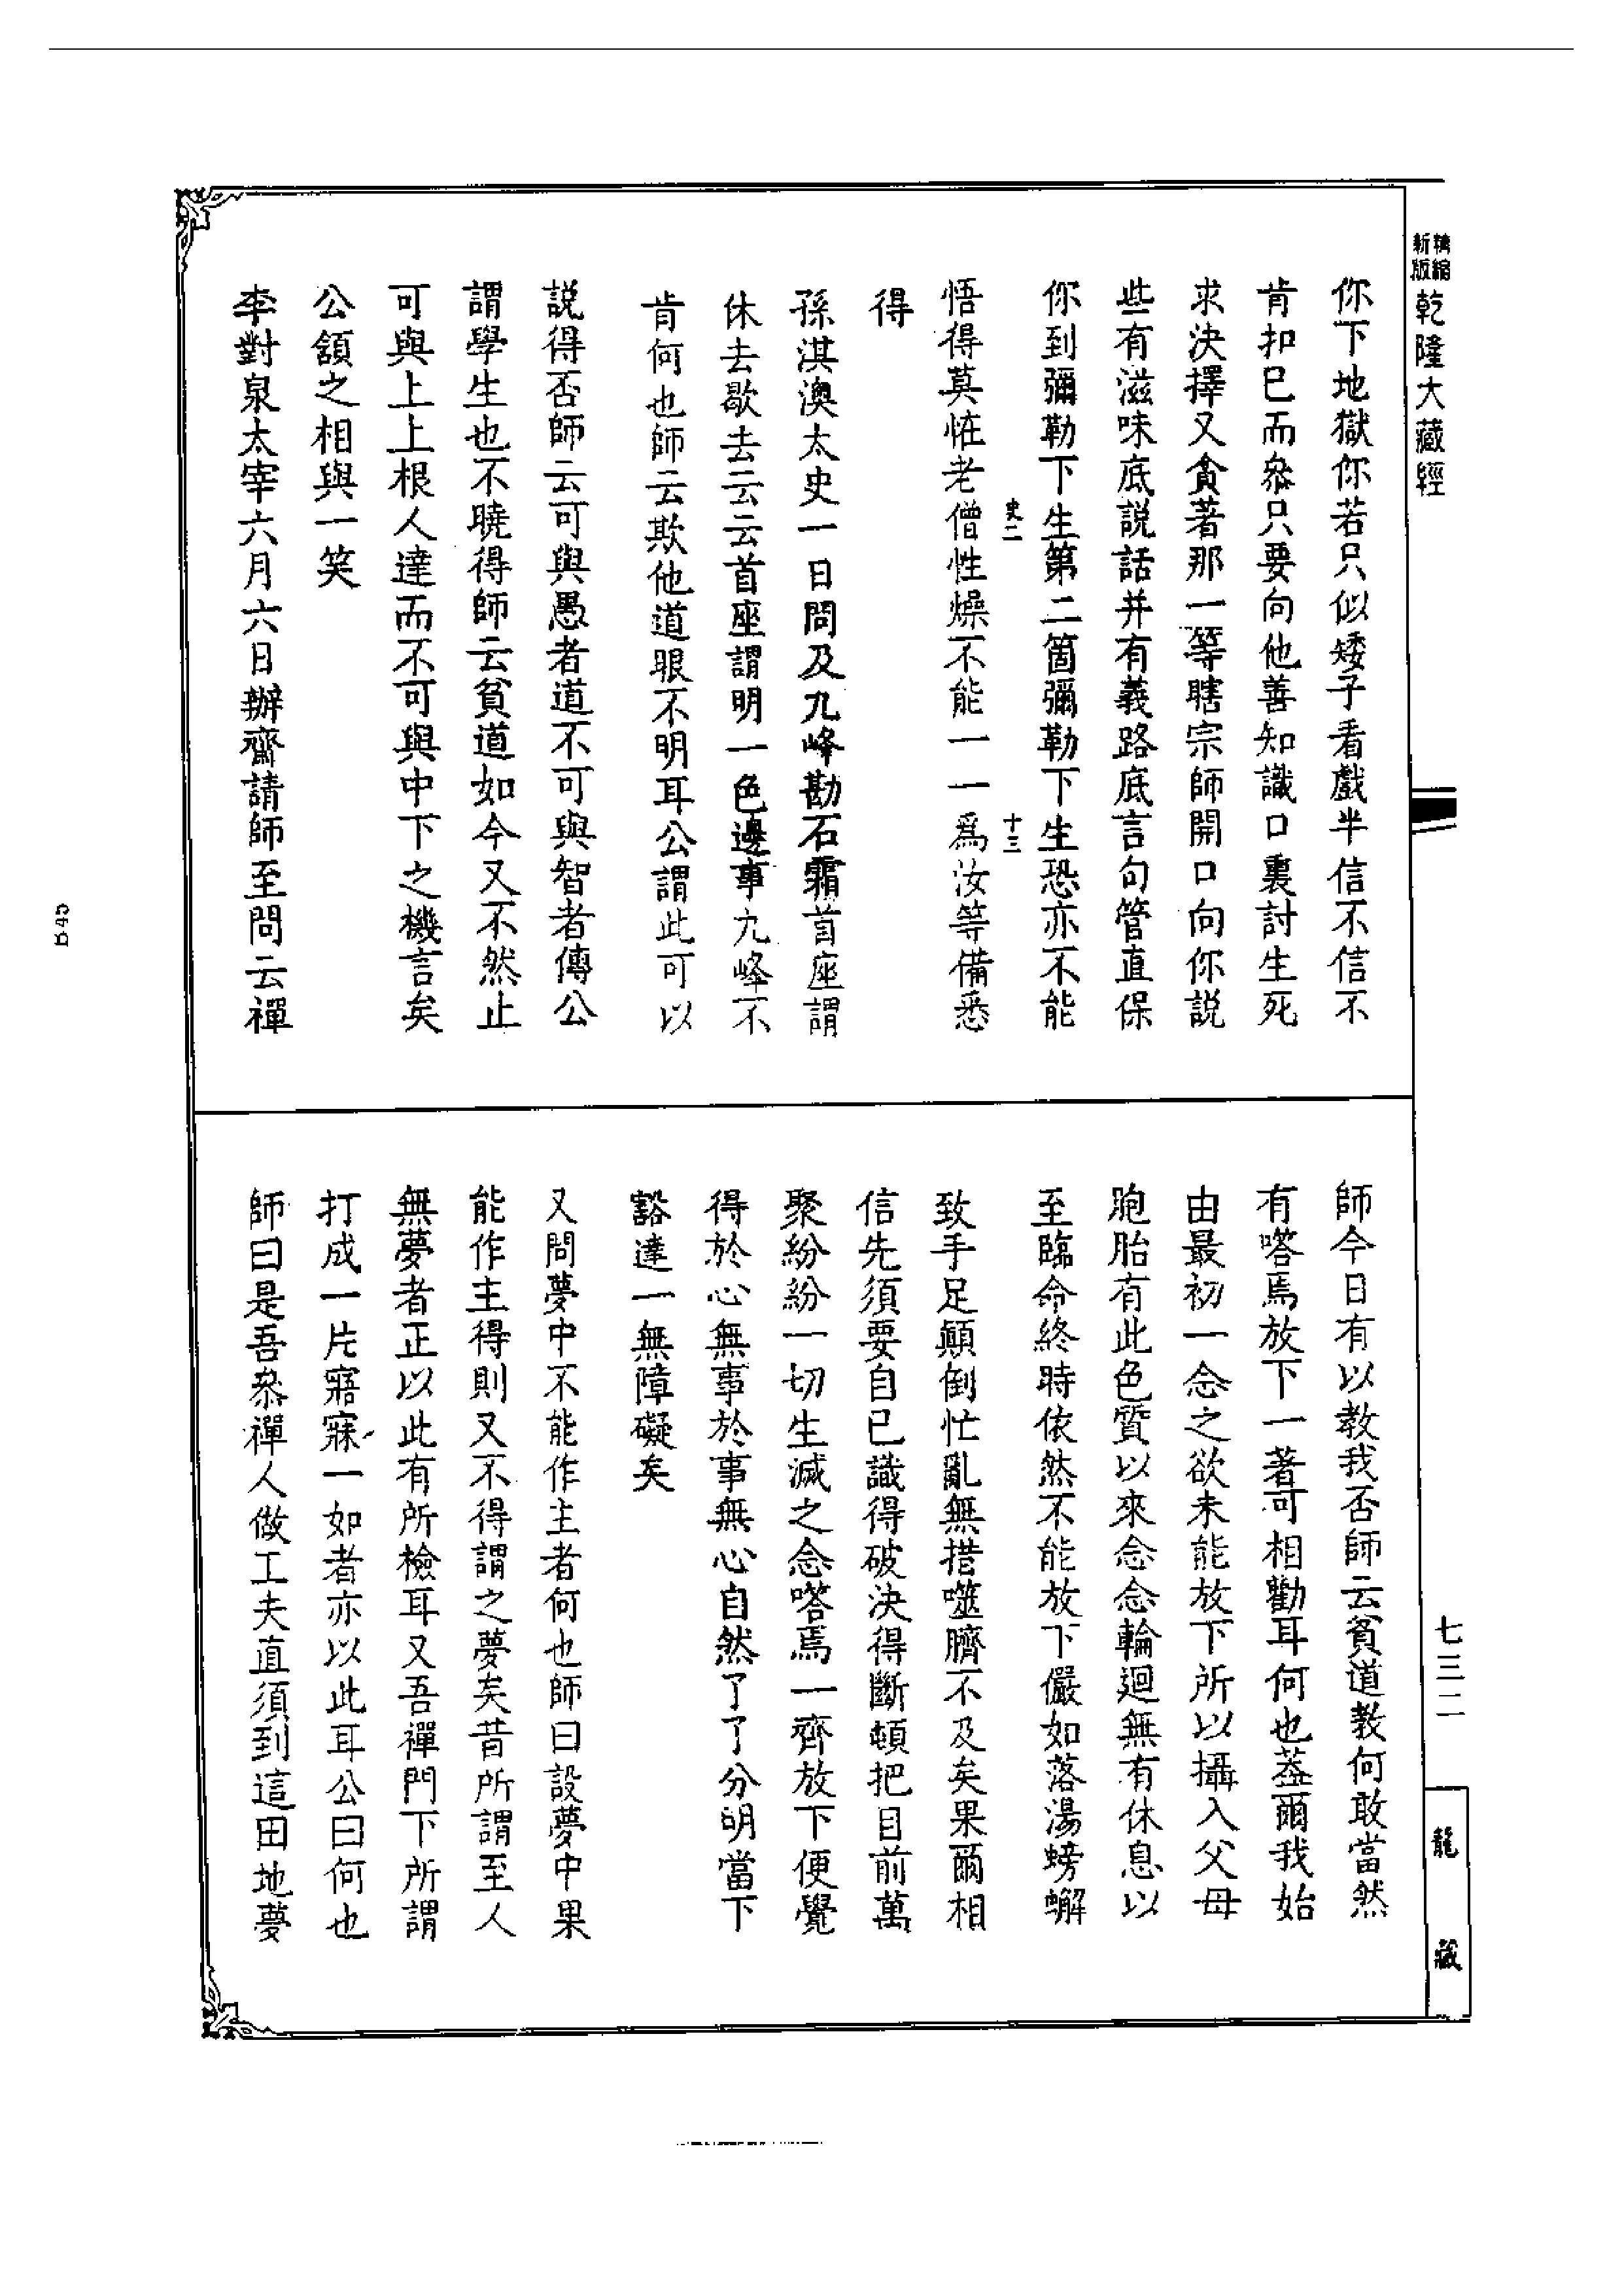 精縮
新版
乾隆大藏經
你下地獄你若只似矮子看戲半信不信不
肯扣已而叅只要向他善知識口裏討生死
求決擇又貪著那一等瞎宗師開口向你説
些有滋味底説話并有義路底言句管直保
你到彌勒下生第二箇彌勒下生恐亦不能
史二
十三
悟得莫怪老僧性燥不能一一爲汝等備悉
得
孫淇澳太史一日問及九峰勘石霜首座謂
休去歇去云云首座謂明一色邊事九峰不
肯何也師云欺他道眼不明耳公謂此可以
説得否師云可與愚者道不可與智者傳公
謂學生也不曉得師云貧道如今又不然止
可與上上根人達而不可與中下之機言矣
公頷之相與一笑
李對泉太宰六月六日辦齋請師至問云禪
師今日有以教我否師云貧道教何敢當然
有嗒焉放下一著可相勸耳何也葢爾我始
由最初一念之欲未能放下所以攝入父母
胞胎有此色質以來念念輪迴無有休息以
至臨命終時依然不能放下儼如落湯螃蠏
致手足顛倒忙亂無措噬臍不及矣果爾相
信先須要自已識得破決得斷頓把目前萬
聚紛紛一切生滅之念嗒焉一齊放下便覺
得於心無事於事無心自然了了分明當下
豁達一無障礙矣
又問夢中不能作主者何也師曰設夢中果
能作主得則又不得謂之夢矣昔所謂至人
無夢者正以此有所檢耳又吾禪門下所謂
打成一片寤寐一如者亦以此耳公曰何也
師曰是吾叅禪人做工夫直須到這田地夢
七三二
龍藏